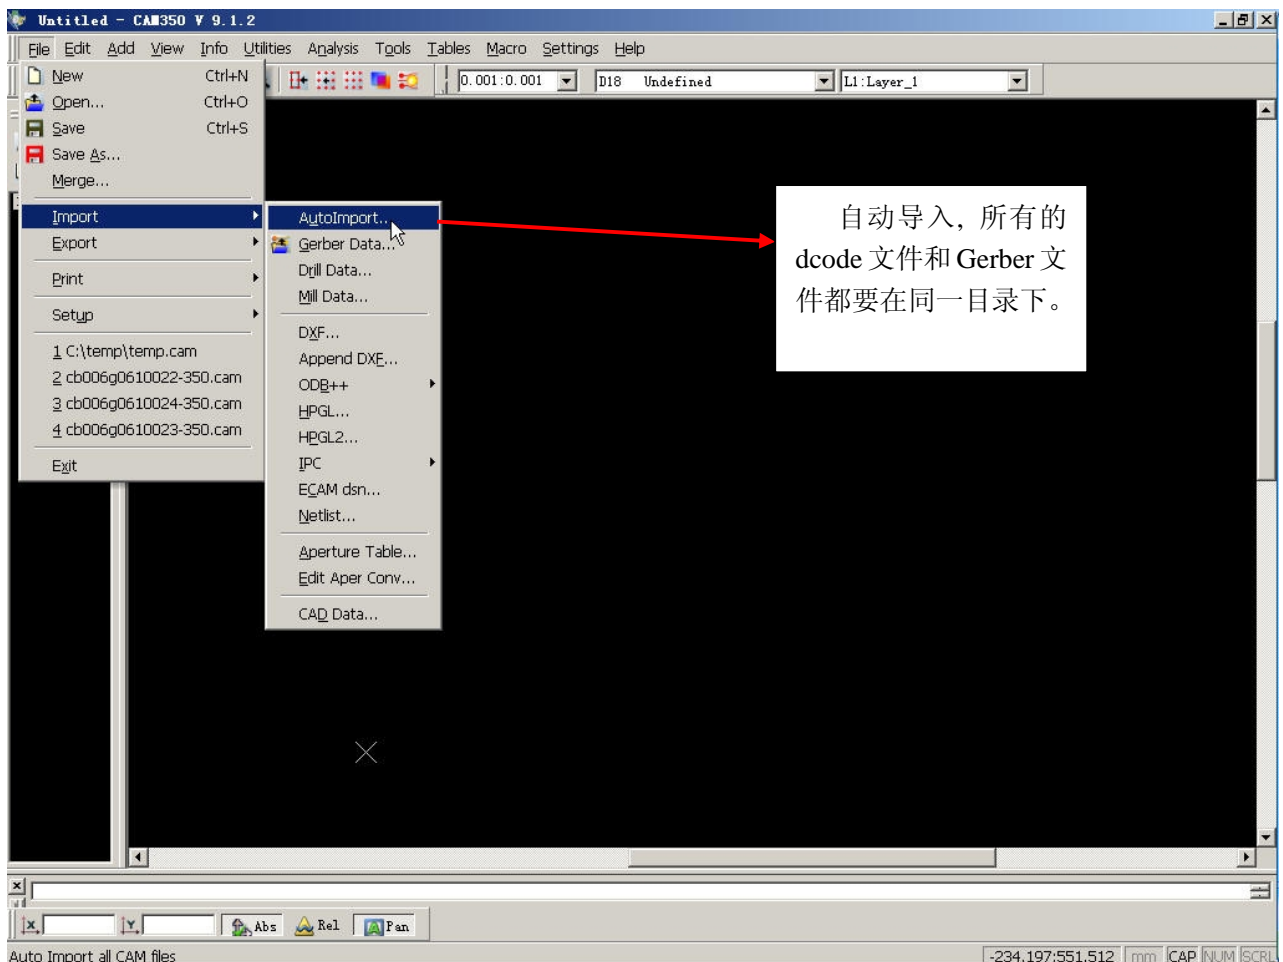 Untitled - CAM350 V 9.1.2
File Edit Add View Info Utilities Analysis Tools Tables Macro Settings Help
0.001:0.001 D18 Undefined L1:Layer_1
New Ctrl+N
Open... Ctrl+O
Save Ctrl+S
Save As...
Merge...
Import
Export
Print
Setup
1 C:\temp\temp.cam
2 cb006g0610022-350.cam
3 cb006g0610024-350.cam
4 cb006g0610023-350.cam
Exit
AutoImport...
Gerber Data...
Drill Data...
Mill Data...
DXF...
Append DXF...
ODB++
HPGL...
HPGL2...
IPC
ECAM dsn...
Netlist...
Aperture Table...
Edit Aper Conv...
CAD Data...
自动导入, 所有的
dcode 文件和 Gerber 文
件都要在同一目录下。
X Y Abs Rel Pan
Auto Import all CAM files -234.197:551.512 mm CAP NUM SCRL